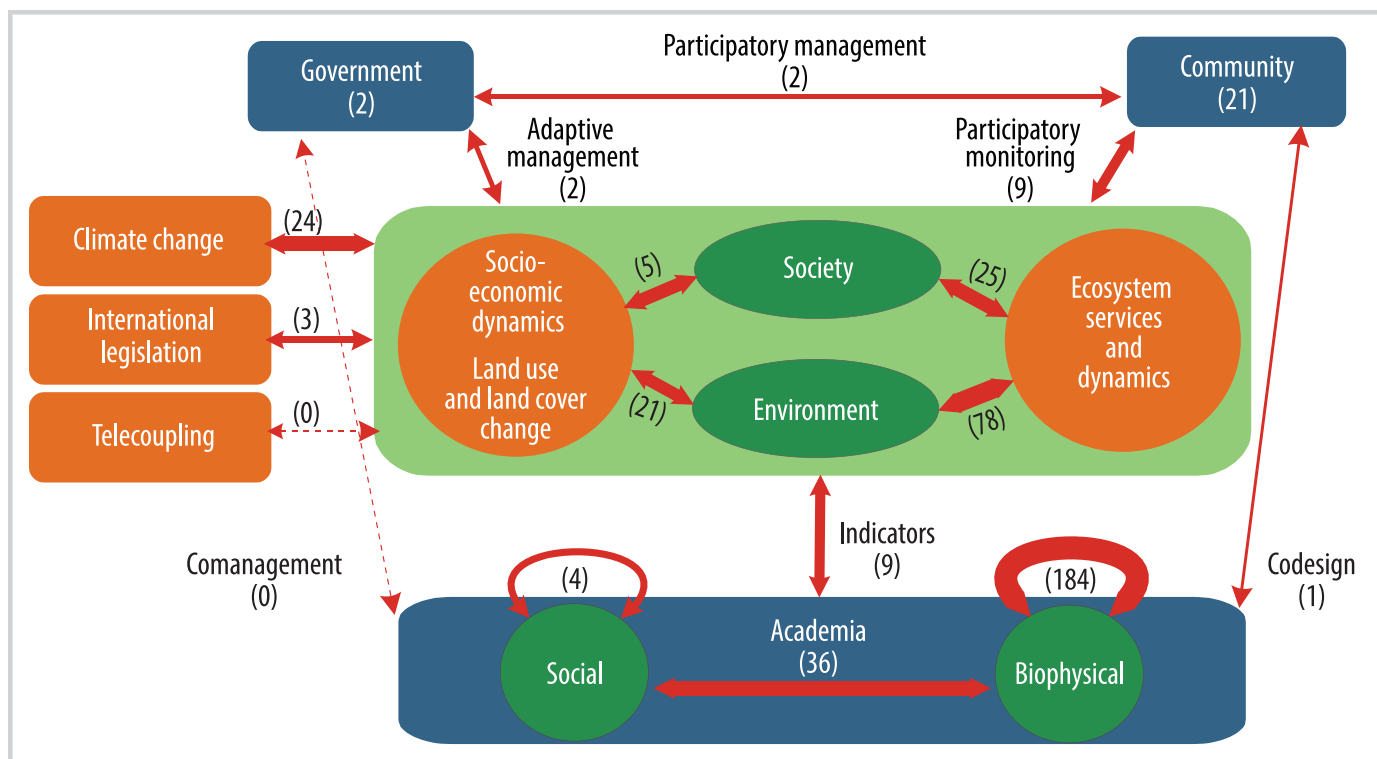 Government
(2)
Participatory management
(2)
Community
(21)
Adaptive
management
(2)
Participatory
monitoring
(9)
Climate change
(24)
International
legislation
(3)
Telecoupling
(0)
Socio-
economic
dynamics
Land use
and land cover
change
(5)
Society
(25)
(21)
Environment
(78)
Ecosystem
services
and
dynamics
Comanagement
(0)
Indicators
(9)
Codesign
(1)
(4)
(184)
Academia
(36)
Social
Biophysical